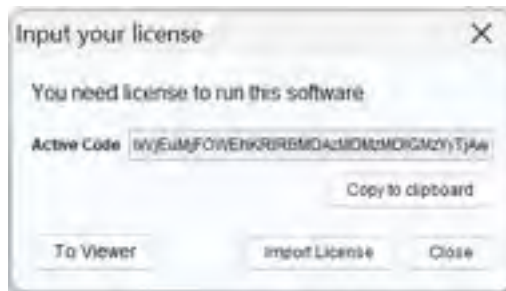 Input your license
You need license to run this software
Active Code
Copy to clipboard
To Viewer Import License Close